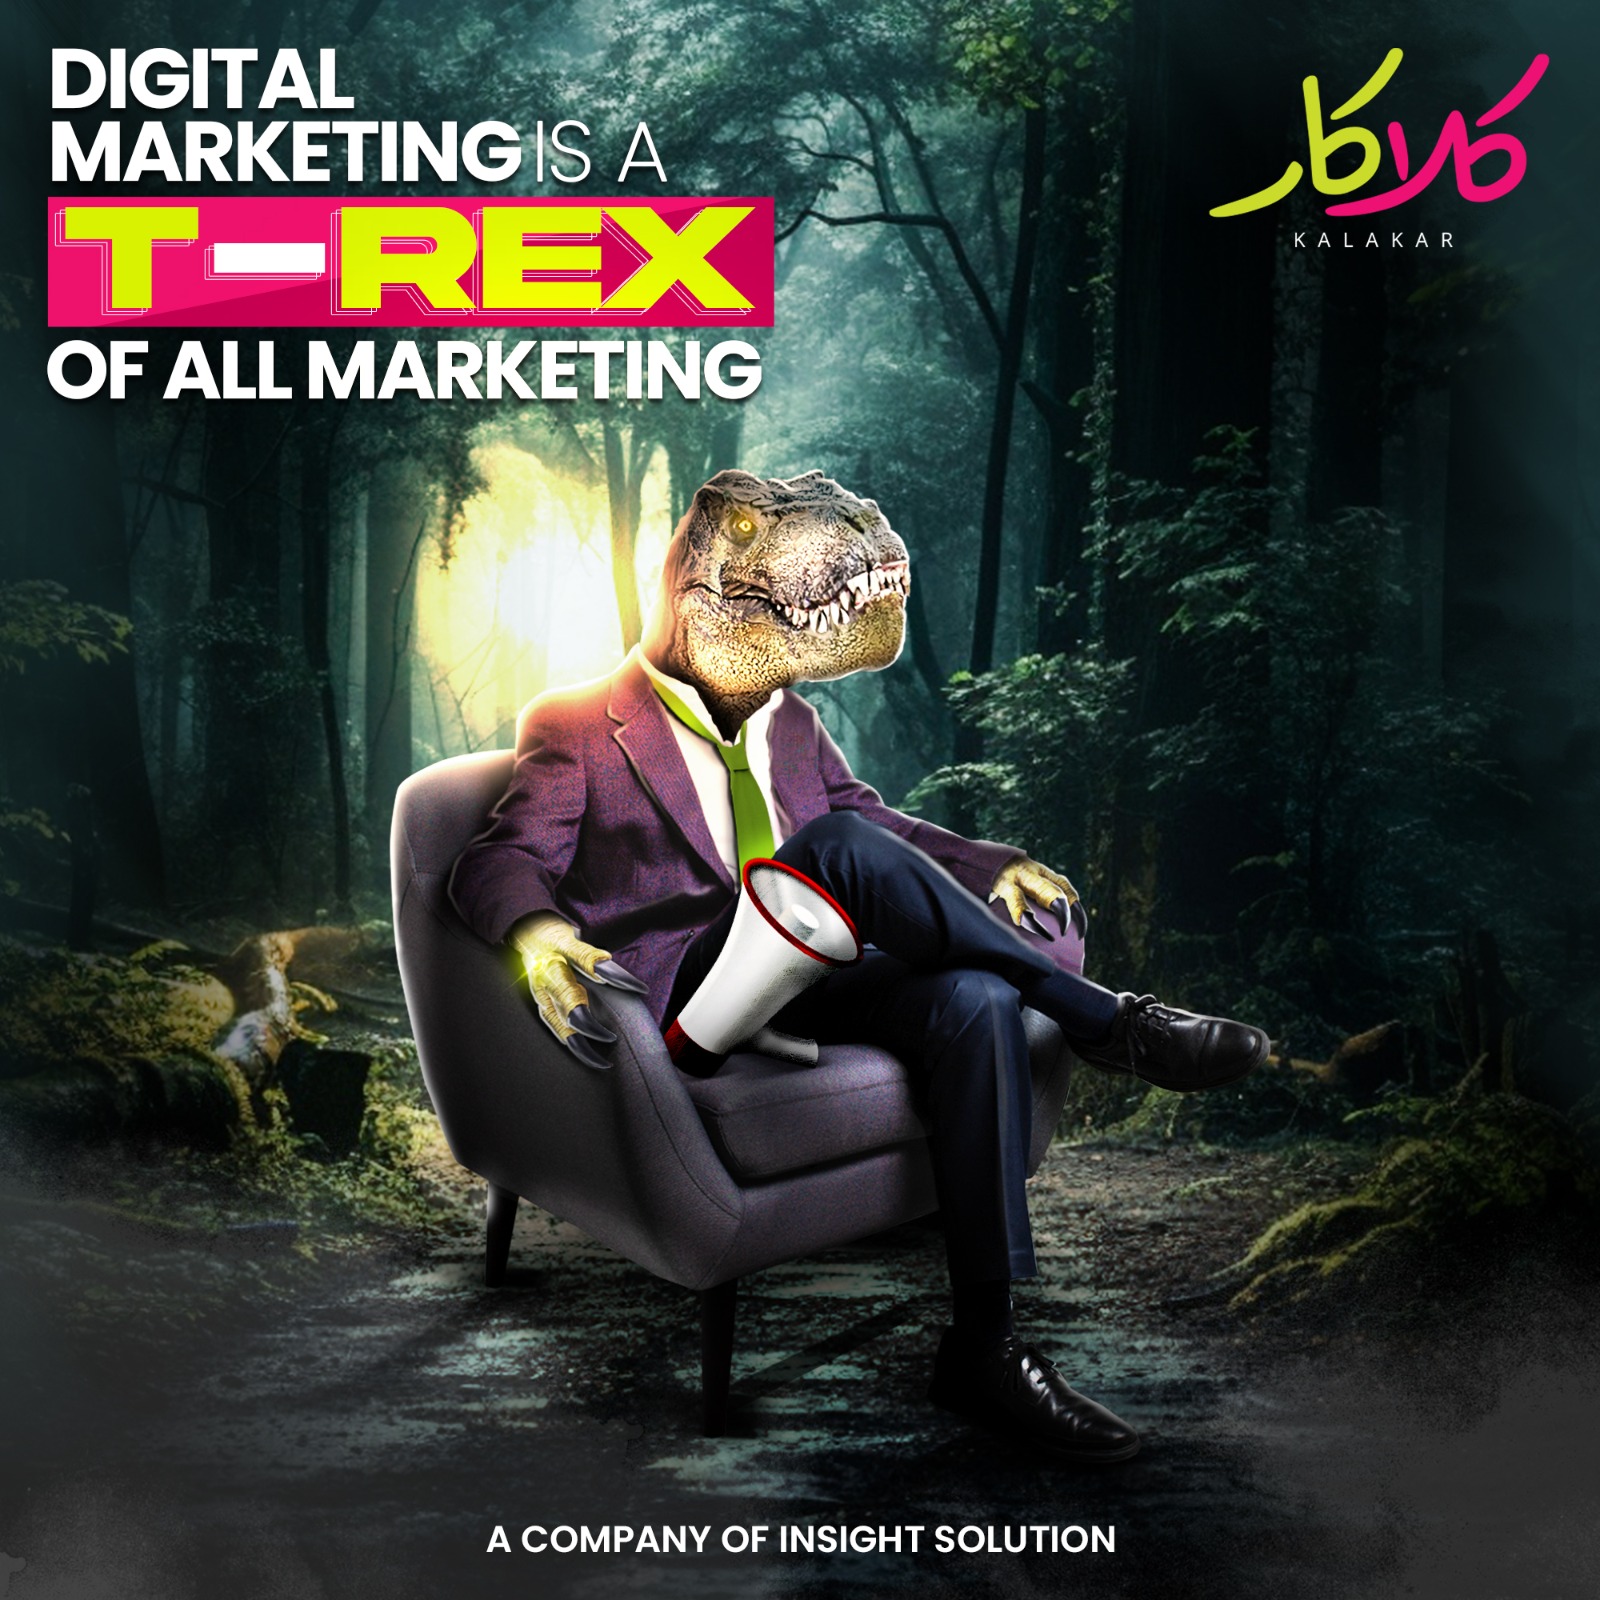 DIGITAL
MARKETING IS A
T-REX
OF ALL MARKETING
کلاکار
KALAKAR
A COMPANY OF INSIGHT SOLUTION